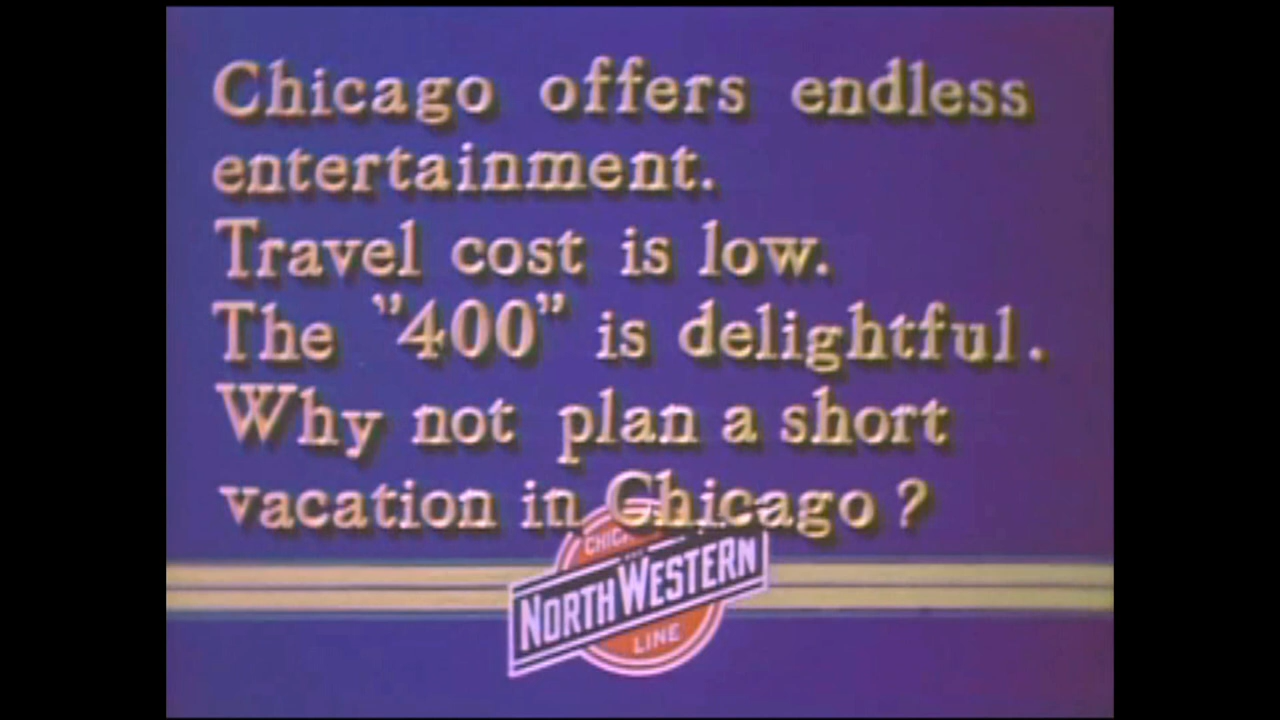 Chicago offers endless
entertainment.
Travel cost is low.
The "400" is delightful.
Why not plan a short
vacation in Chicago?
NORTH WESTERN
LINE